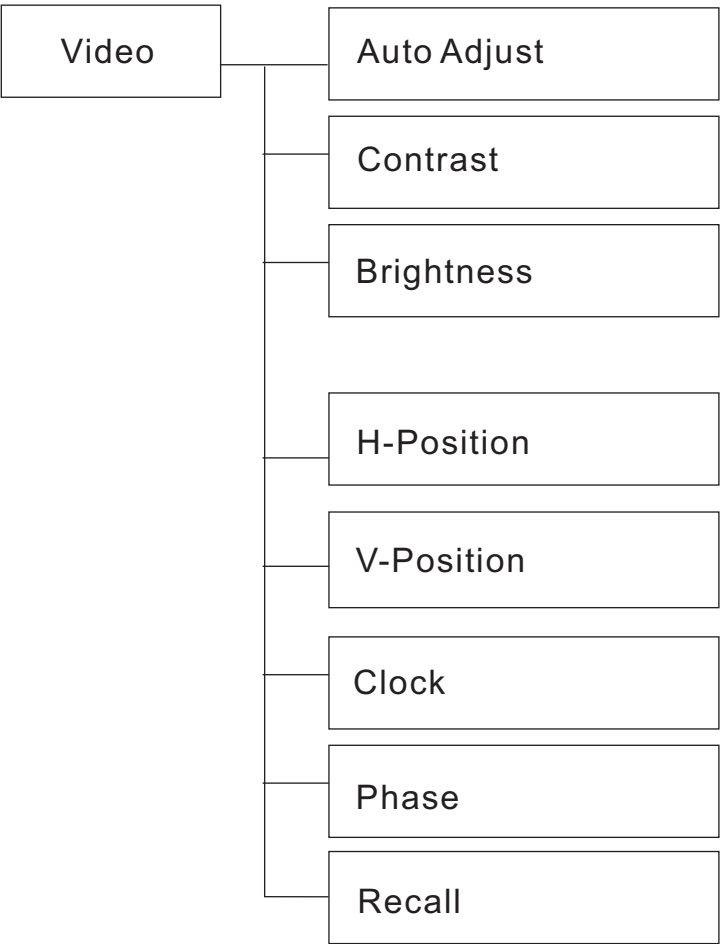 Video
Auto Adjust
Contrast
Brightness
H-Position
V-Position
Clock
Phase
Recall